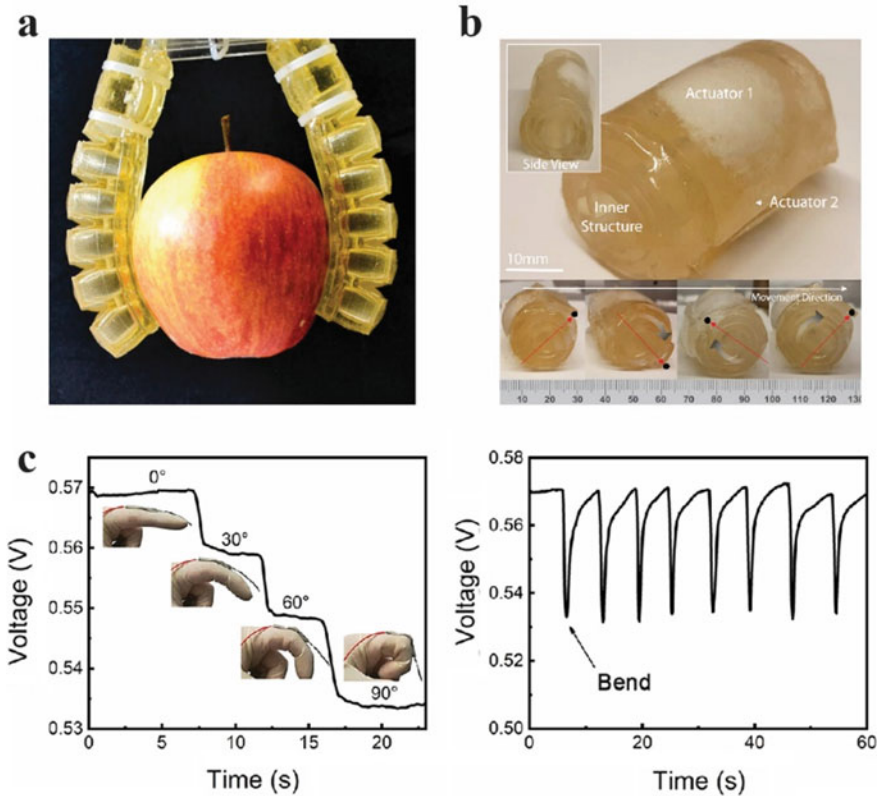 a
b
Actuator 1
Side View
Actuator 2
Inner
Structure
10mm
Movement Direction
10 20 30 40 50 60 70 80 90 100 110 120 130
c
0.57
0.56
0.55
0.54
0.53
0°
30°
60°
90°
0 5 10 15 20
Voltage (V)
Time (s)
0.58
0.56
0.54
0.52
0.50
Bend
0 20 40 60
Voltage (V)
Time (s)